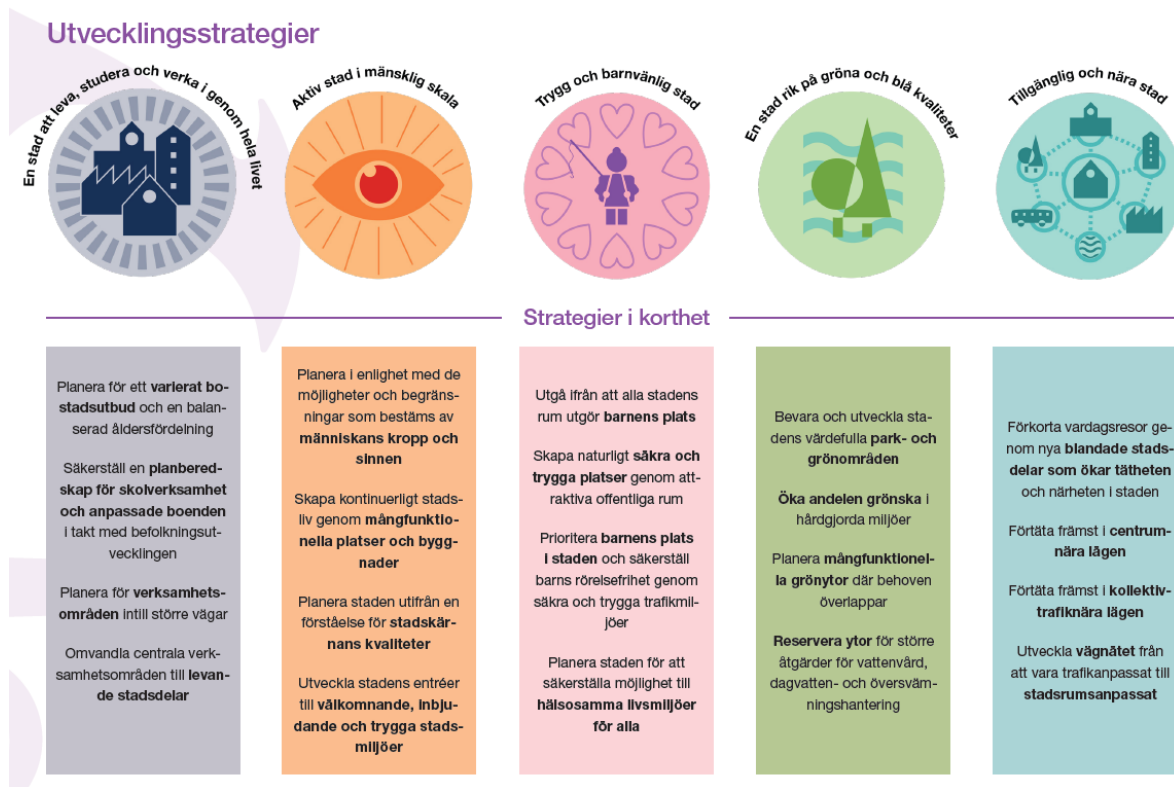 Utvecklingsstrategier
En stad att leva, studera och verka i genom hela livet
Aktiv stad i mänsklig skala
Trygg och barnvänlig stad
En stad rik på gröna och blå kvaliteter
Tillgänglig och nära stad
Strategier i korthet
Planera för ett varierat bo-
stadsutbud och en balan-
serad åldersfördelning
Säkerställ en planbered-
skap för skolverksamhet
och anpassade boenden
i takt med befolkningsut-
vecklingen
Planera för verksamhets-
områden intill större vägar
Omvandla centrala verk-
samhetsområden till levan-
de stadsdelar
Planera i enlighet med de
möjligheter och begräns-
ningar som bestäms av
människans kropp och
sinnen
Skapa kontinuerligt stads-
liv genom mångfunktio-
nella platser och bygg-
nader
Planera staden utifrån en
förståelse för stadskär-
nans kvaliteter
Utveckla stadens entréer
till välkomnande, inbju-
dande och trygga stads-
miljöer
Utgå ifrån att alla stadens
rum utgör barnens plats
Skapa naturligt säkra och
trygga platser genom att-
raktiva offentliga rum
Prioritera barnens plats
i staden och säkerställ
barns rörelsefrihet genom
säkra och trygga trafikmil-
jöer
Planera staden för att
säkerställa möjlighet till
hälsosamma livsmiljöer
för alla
Bevara och utveckla sta-
dens värdefulla park- och
grönområden
Öka andelen grönska i
hårdgjorda miljöer
Planera mångfunktionel-
la grönytor där behoven
överlappar
Reservera ytor för större
åtgärder för vattenvård,
dagvatten- och översväm-
ningshantering
Förkorta vardagsresor ge-
nom nya blandade stads-
delar som ökar tätheten
och närheten i staden
Förtäta främst i centrum-
nära lägen
Förtäta främst i kollektiv-
trafiknära lägen
Utveckla vägnätet från
att vara trafikanpassat till
stadsrumsanpassat